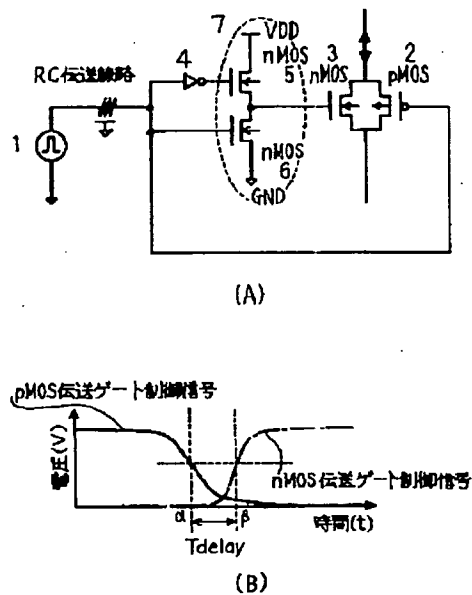 7
VDD
RC伝送線路
4
nMOS
5
3
nMOS
2
pMOS
1
nMOS
6
GND
(A)
pMOS伝送ゲート制御信号
電圧(V)
nMOS伝送ゲート制御信号
α
β
時間(t)
Tdelay
(B)